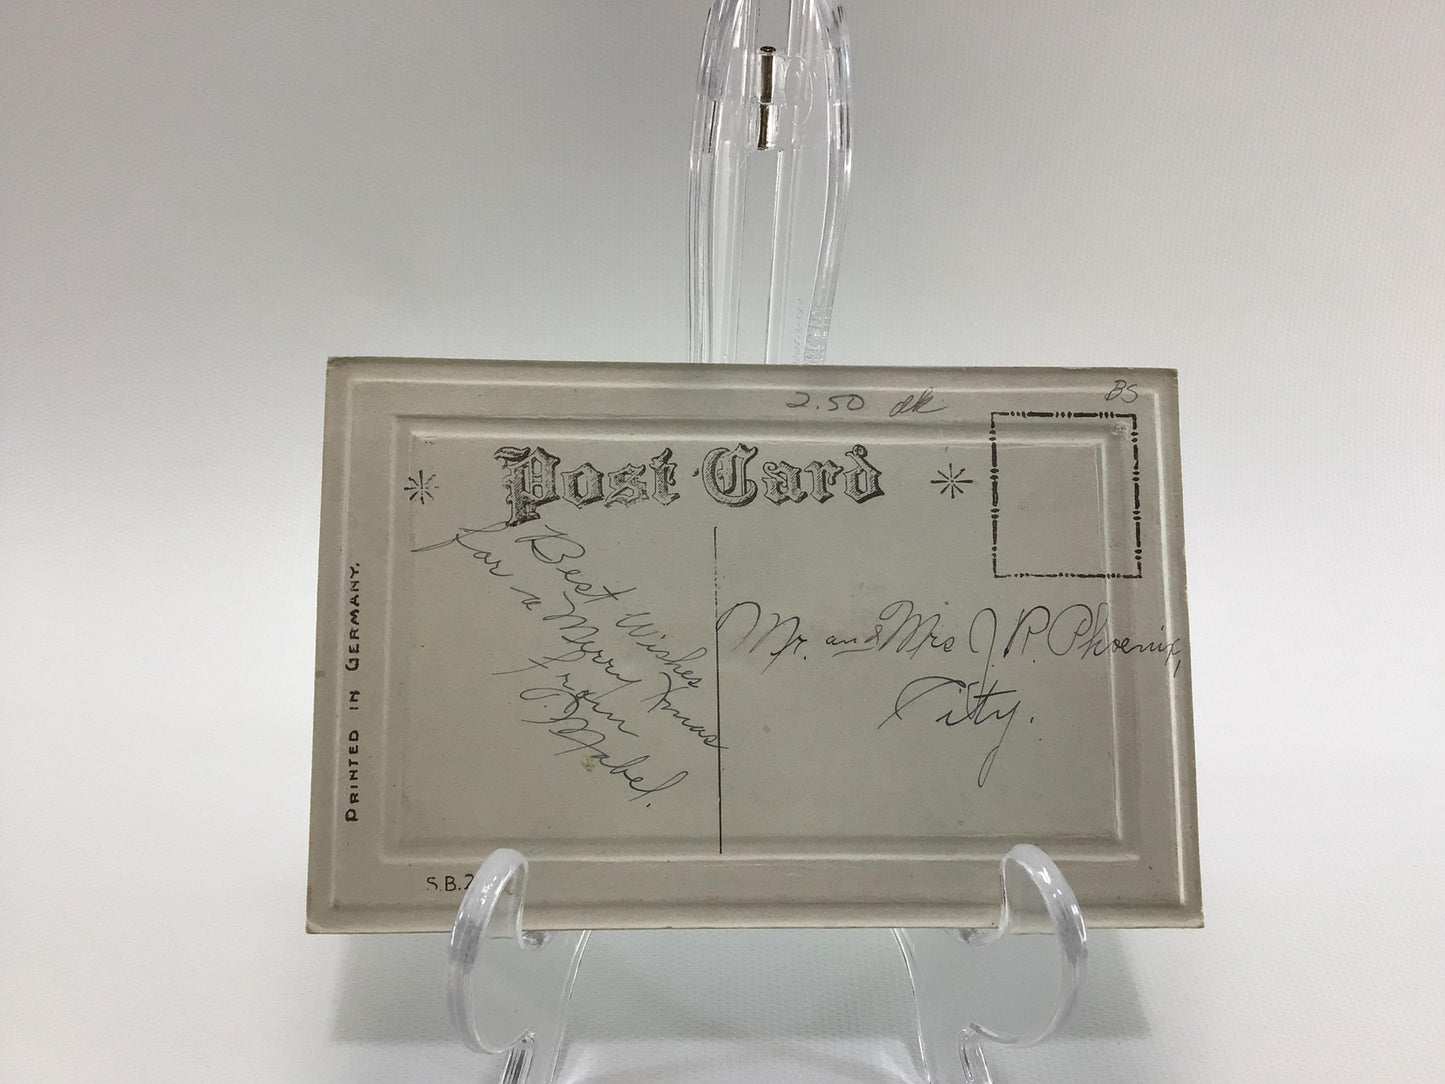 2.50 dk
BS
Post Card
Best Wishes
for a Merry Xmas
from
Mabel.
Mr. and Mrs J. R. Phoenix,
City.
PRINTED IN GERMANY.
S.B. 2